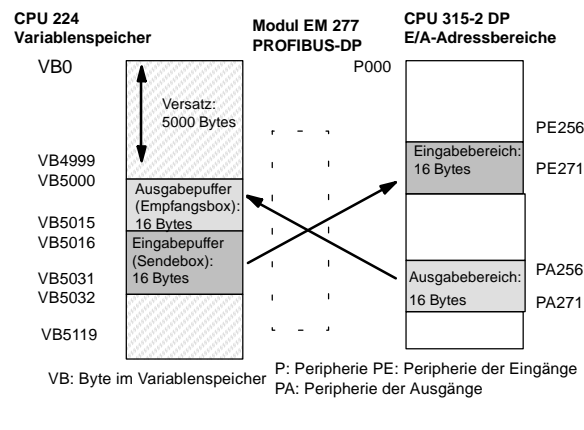 CPU 224
Variablenspeicher
Modul EM 277
PROFIBUS-DP
CPU 315-2 DP
E/A-Adressbereiche
VB0
P000
Versatz:
5000 Bytes
VB4999
VB5000
Ausgabepuffer
(Empfangsbox):
16 Bytes
VB5015
VB5016
Eingabepuffer
(Sendebox):
16 Bytes
VB5031
VB5032
VB5119
PE256
Eingabebereich:
16 Bytes
PE271
PA256
Ausgabebereich:
16 Bytes
PA271
VB: Byte im Variablenspeicher
P: Peripherie PE: Peripherie der Eingänge
PA: Peripherie der Ausgänge